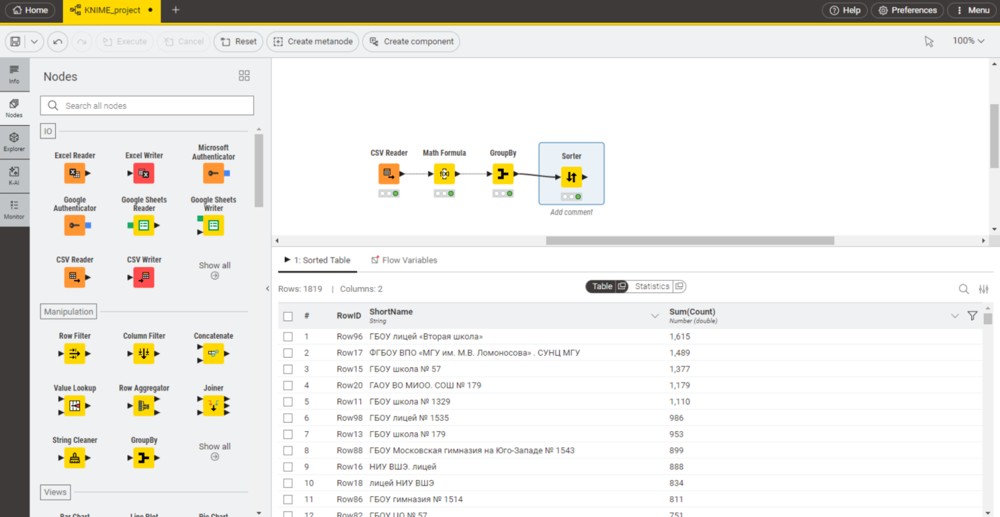 Home
KNIME_project
Help
Preferences
Menu
Execute
Cancel
Reset
Create metanode
Create component
100%
Info
Nodes
Explorer
K-AI
Monitor
Nodes
Search all nodes
IO
Excel Reader
Excel Writer
Microsoft
Authenticator
Google
Authenticator
Google Sheets
Reader
Google Sheets
Writer
CSV Reader
CSV Writer
Show all
Manipulation
Row Filter
Column Filter
Concatenate
Value Lookup
Row Aggregator
Joiner
String Cleaner
GroupBy
Show all
Views
Bar Chart
Line Plot
Pie Chart
CSV Reader
Math Formula
GroupBy
Sorter
f(x)
Add comment
1: Sorted Table
Flow Variables
Rows: 1819 | Columns: 2
Table
Statistics
# RowID ShortName Sum(Count)
String Number (double)
1 Row96 ГБОУ лицей «Вторая школа» 1,615
2 Row17 ФГБОУ ВПО «МГУ им. М.В. Ломоносова» . СУНЦ МГУ 1,489
3 Row15 ГБОУ школа № 57 1,377
4 Row20 ГАОУ ВО МИОО. СОШ № 179 1,179
5 Row11 ГБОУ школа № 1329 1,110
6 Row98 ГБОУ лицей № 1535 986
7 Row13 ГБОУ школа № 179 953
8 Row88 ГБОУ Московская гимназия на Юго-Западе № 1543 899
9 Row16 НИУ ВШЭ. лицей 888
10 Row18 лицей НИУ ВШЭ 834
11 Row86 ГБОУ гимназия № 1514 811
12 Row82 ГБОУ ЦО № 57 751